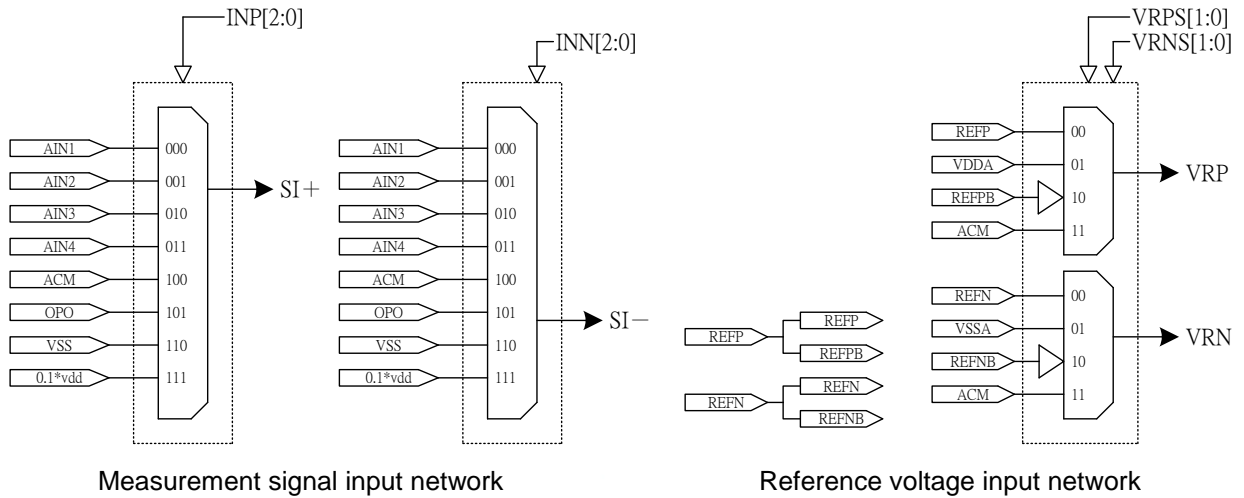 INP[2:0]
AIN1 000
AIN2 001
AIN3 010
AIN4 011
ACM 100
OPO 101
VSS 110
0.1*vdd 111
SI+
INN[2:0]
AIN1 000
AIN2 001
AIN3 010
AIN4 011
ACM 100
OPO 101
VSS 110
0.1*vdd 111
SI−
Measurement signal input network
REFP
REFP
REFPB
REFN
REFN
REFNB
VRPS[1:0]
VRNS[1:0]
REFP 00
VDDA 01
REFPB 10
ACM 11
VRP
REFN 00
VSSA 01
REFNB 10
ACM 11
VRN
Reference voltage input network